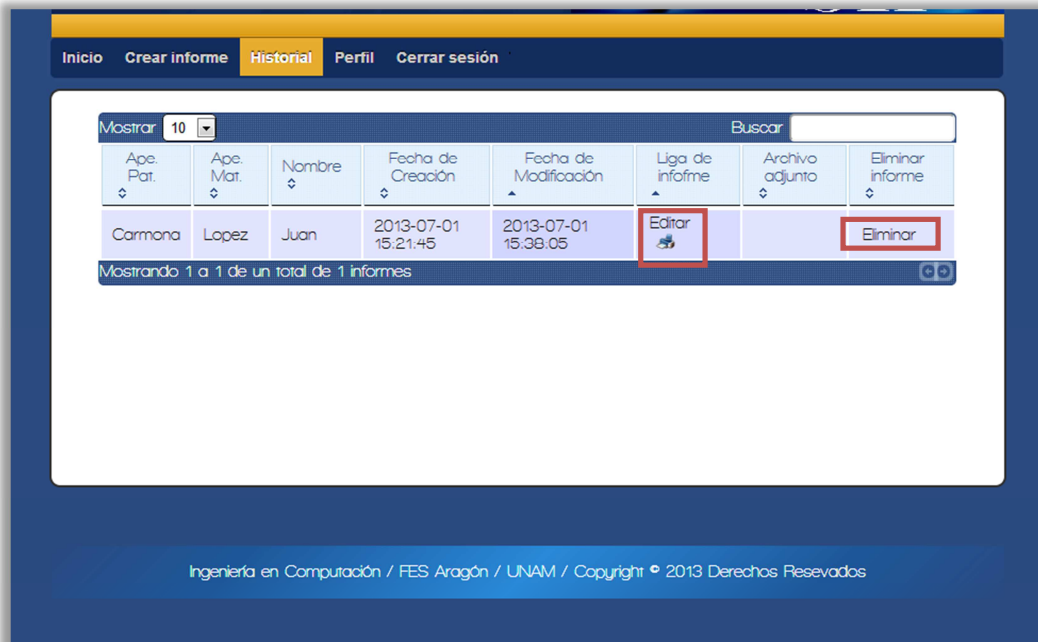 Inicio Crear informe Historial Perfil Cerrar sesión
Mostrar 10 Buscar
Ape. Pat. Ape. Mat. Nombre Fecha de Creación Fecha de Modificación Liga de infofme Archivo adjunto Eliminar informe
Carmona Lopez Juan 2013-07-01 15:21:45 2013-07-01 15:38:05 Editar Eliminar
Mostrando 1 a 1 de un total de 1 informes
Ingeniería en Computación / FES Aragón / UNAM / Copyright © 2013 Derechos Resevados